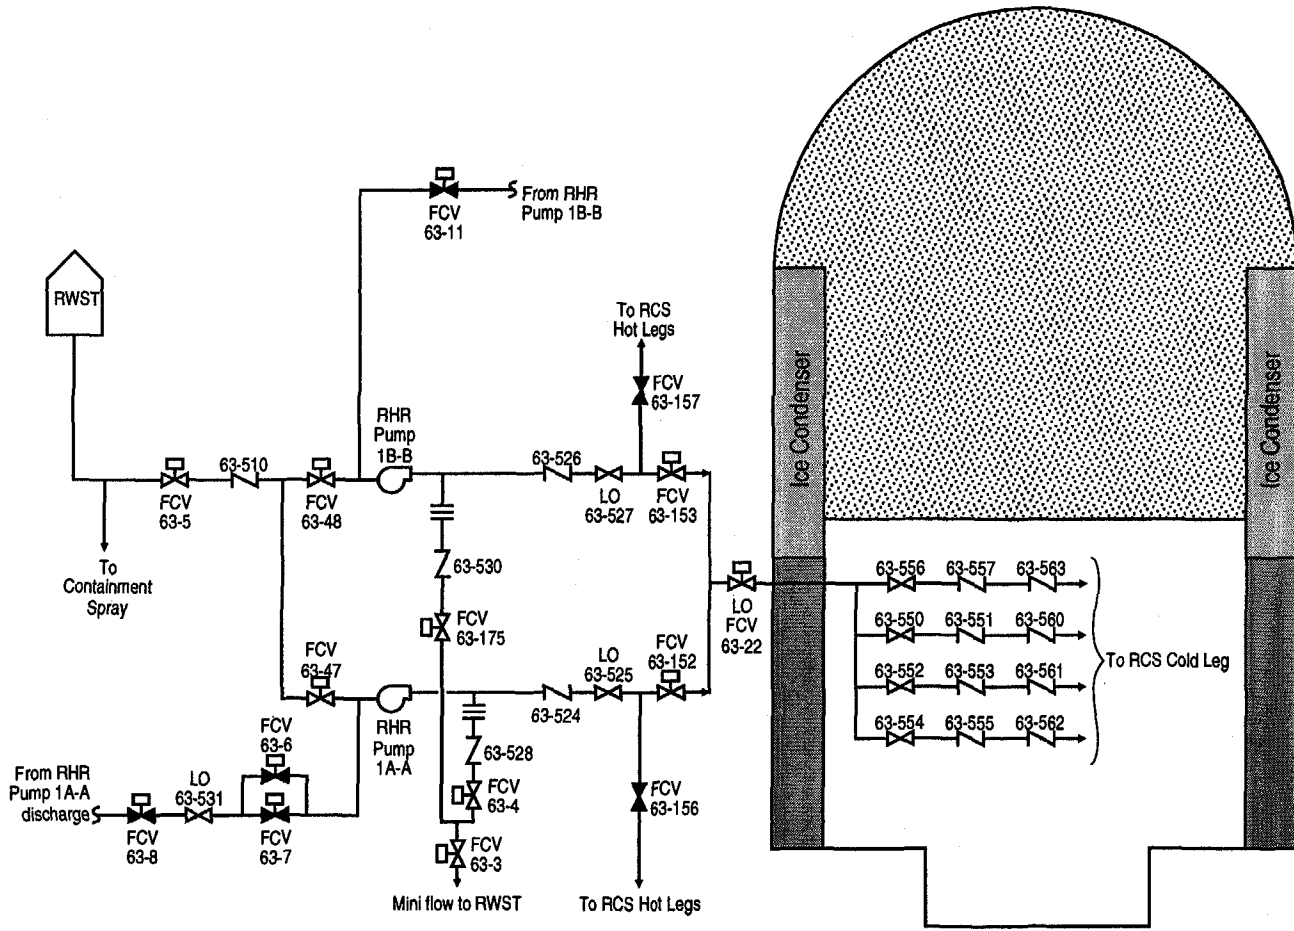 From RHR
Pump 1B-B
FCV
63-11
RWST
To RCS
Hot Legs
FCV
63-157
RHR
Pump
1B-B
63-510
63-526
FCV
63-5
FCV
63-48
LO
63-527
FCV
63-153
To
Containment
Spray
63-530
FCV
63-175
LO
FCV
63-22
FCV
63-47
LO
63-525
FCV
63-152
63-524
RHR
Pump
1A-A
FCV
63-6
From RHR
Pump 1A-A
discharge
LO
63-531
63-528
FCV
63-4
FCV
63-156
FCV
63-8
FCV
63-7
FCV
63-3
Mini flow to RWST
To RCS Hot Legs
Ice Condenser
Ice Condenser
63-556
63-557
63-563
63-550
63-551
63-560
To RCS Cold Leg
63-552
63-553
63-561
63-554
63-555
63-562